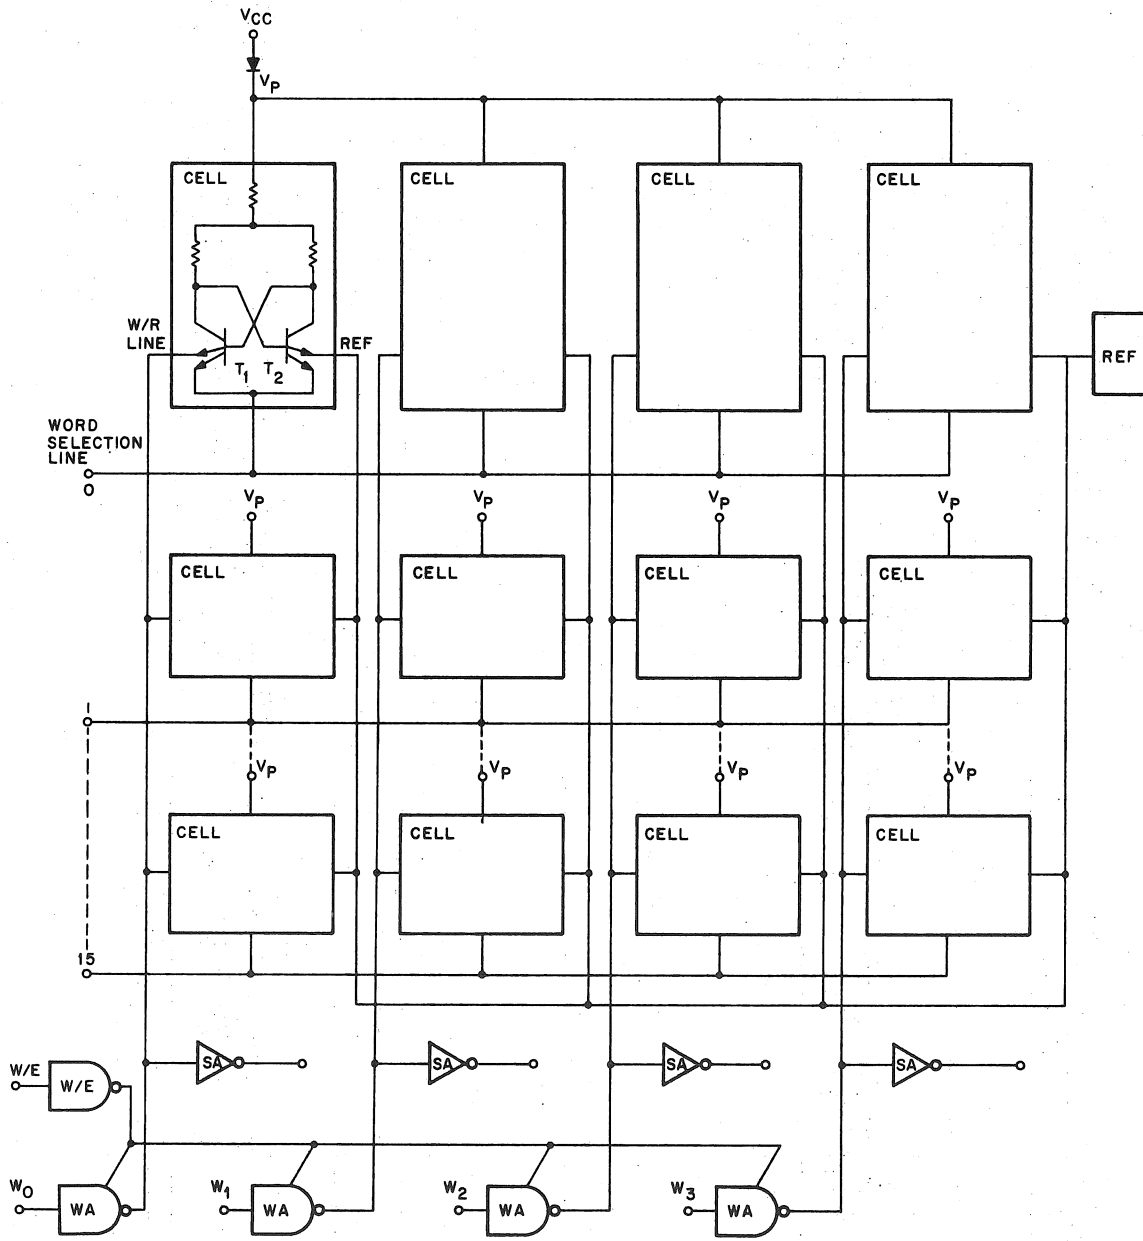 VCC
VP
CELL
CELL
CELL
CELL
W/R
LINE
REF
T1
T2
REF
WORD
SELECTION
LINE
0
VP
VP
VP
VP
CELL
CELL
CELL
CELL
VP
VP
VP
VP
CELL
CELL
CELL
CELL
15
SA
SA
SA
SA
W/E
W/E
W0
WA
W1
WA
W2
WA
W3
WA